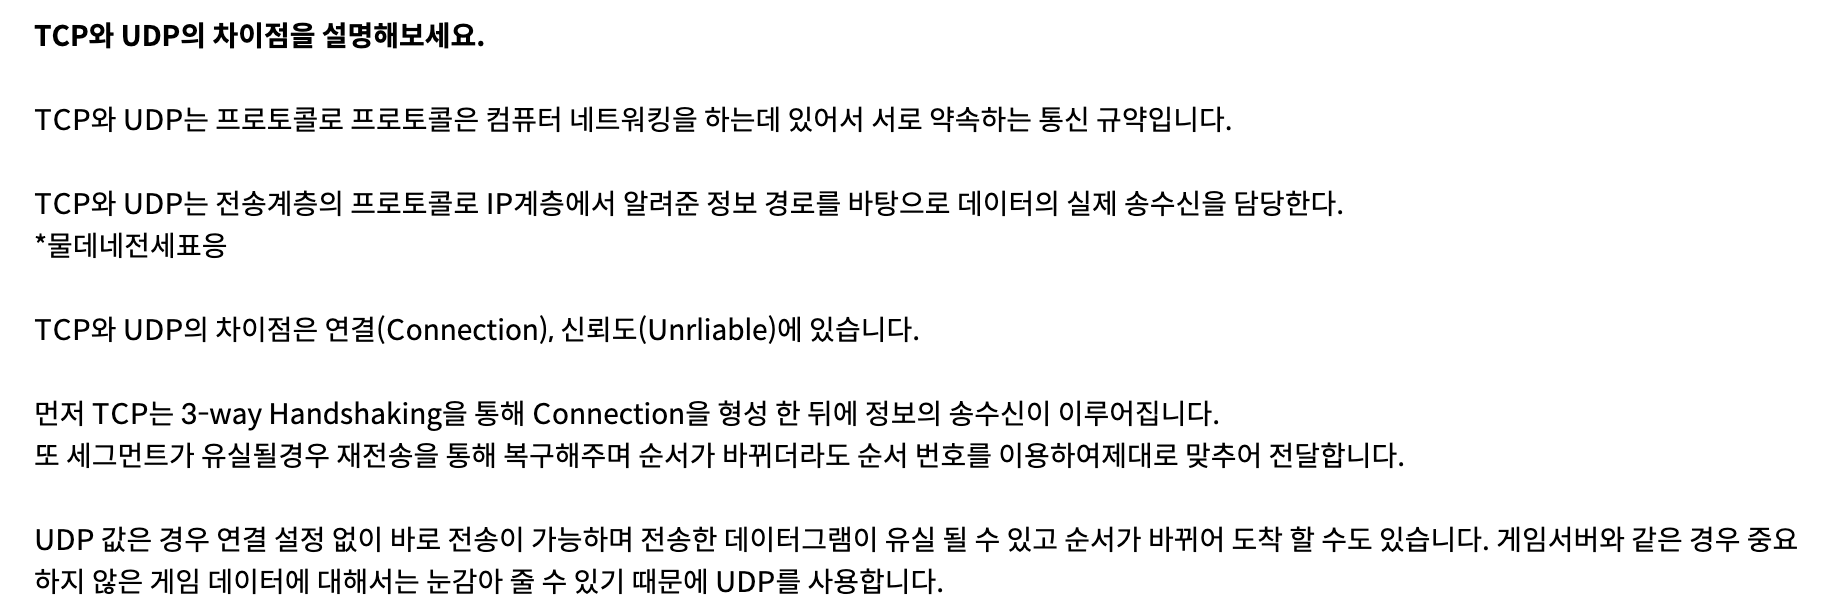 TCP와 UDP의 차이점을 설명해보세요.
TCP와 UDP는 프로토콜로 프로토콜은 컴퓨터 네트워킹을 하는데 있어서 서로 약속하는 통신 규약입니다.
TCP와 UDP는 전송계층의 프로토콜로 IP계층에서 알려준 정보 경로를 바탕으로 데이터의 실제 송수신을 담당한다.
*물데네전세표응
TCP와 UDP의 차이점은 연결(Connection), 신뢰도(Unrliable)에 있습니다.
먼저 TCP는 3-way Handshaking을 통해 Connection을 형성 한 뒤에 정보의 송수신이 이루어집니다.
또 세그먼트가 유실될경우 재전송을 통해 복구해주며 순서가 바뀌더라도 순서 번호를 이용하여제대로 맞추어 전달합니다.
UDP 값은 경우 연결 설정 없이 바로 전송이 가능하며 전송한 데이터그램이 유실 될 수 있고 순서가 바뀌어 도착 할 수도 있습니다. 게임서버와 같은 경우 중요
하지 않은 게임 데이터에 대해서는 눈감아 줄 수 있기 때문에 UDP를 사용합니다.